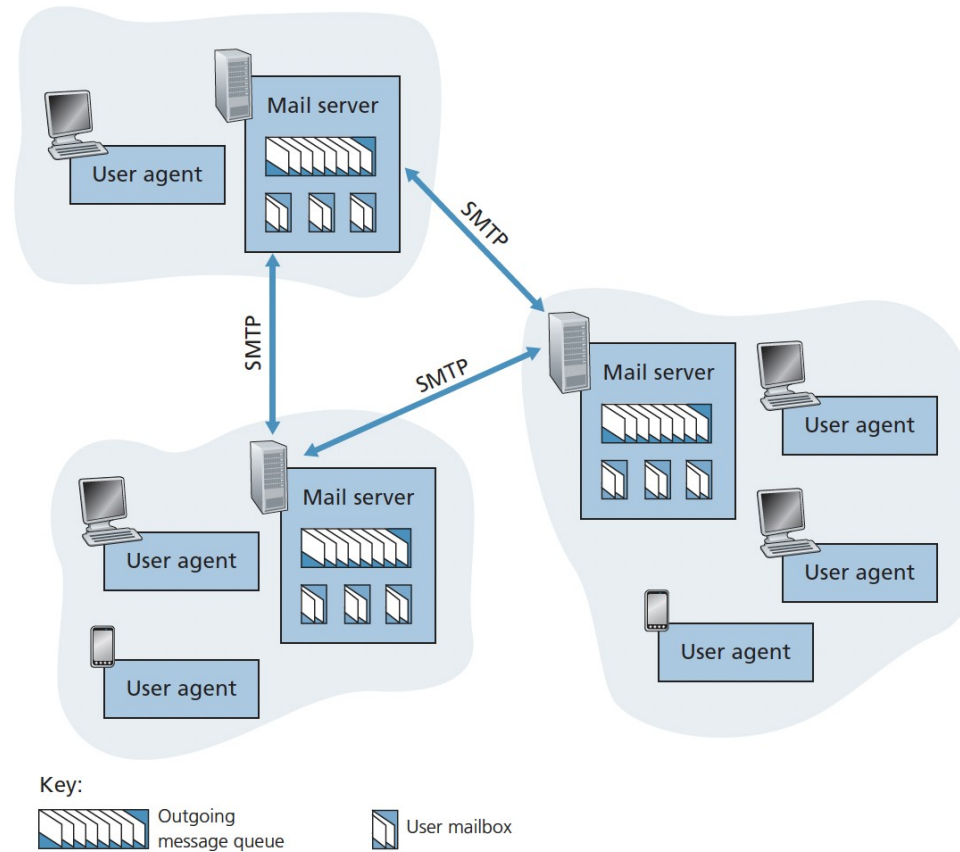 Mail server
User agent
SMTP
SMTP
SMTP
Mail server
User agent
User agent
User agent
Mail server
User agent
User agent
Key:
Outgoing
message queue
User mailbox